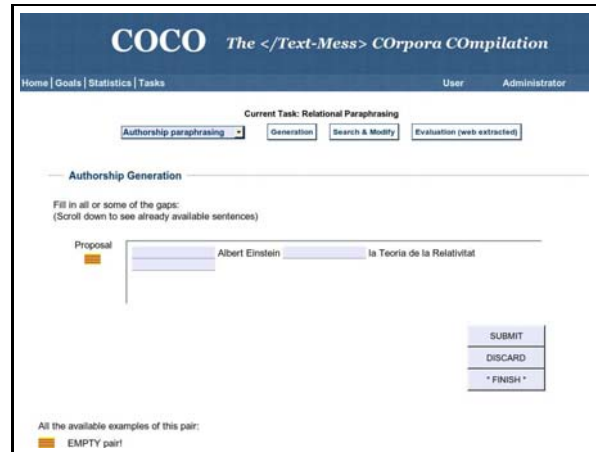 COCO The </Text-Mess> COrpora COmpilation
Home | Goals | Statistics | Tasks User Administrator
Current Task: Relational Paraphrasing
Authorship paraphrasing Generation Search & Modify Evaluation (web extracted)
Authorship Generation
Fill in all or some of the gaps:
(Scroll down to see already available sentences)
Proposal
Albert Einstein la Teoria de la Relativitat
SUBMIT
DISCARD
* FINISH *
All the available examples of this pair:
EMPTY pair!